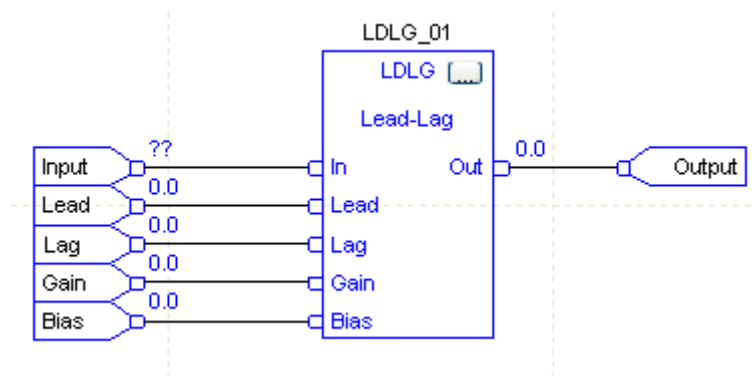 LDLG_01
LDLG ...
Lead-Lag
Input ?? In Out 0.0 Output
Lead 0.0 Lead
Lag 0.0 Lag
Gain 0.0 Gain
Bias 0.0 Bias